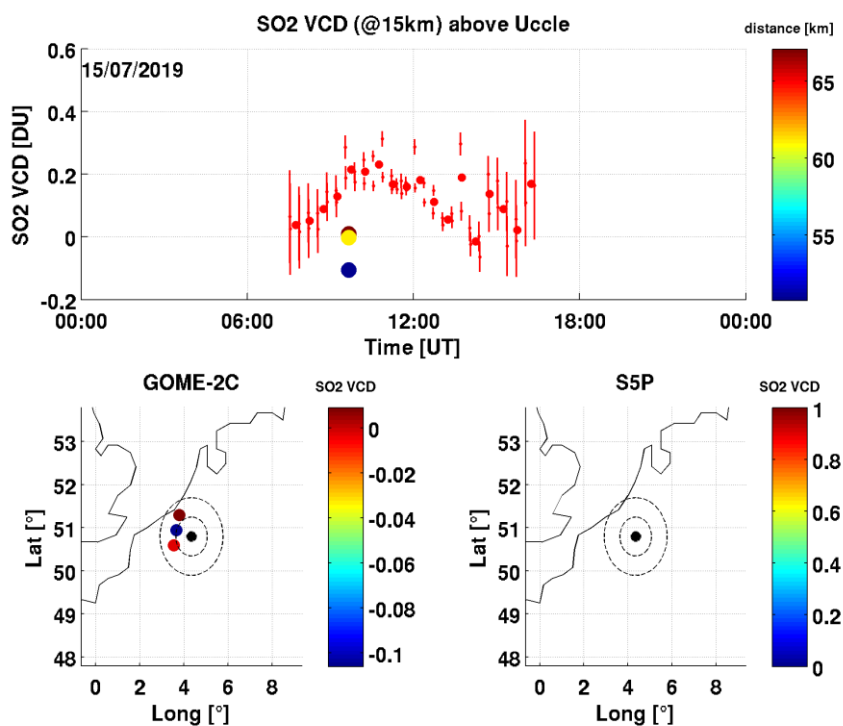 SO2 VCD (@15km) above Uccle
distance [km]
15/07/2019
SO2 VCD [DU]
0.6
0.4
0.2
0
-0.2
00:00 06:00 12:00 18:00 00:00
Time [UT]
65
60
55
GOME-2C
SO2 VCD
Lat [°]
53
52
51
50
49
48
0 2 4 6 8
Long [°]
0
-0.02
-0.04
-0.06
-0.08
-0.1
S5P
SO2 VCD
Lat [°]
53
52
51
50
49
48
0 2 4 6 8
Long [°]
1
0.8
0.6
0.4
0.2
0